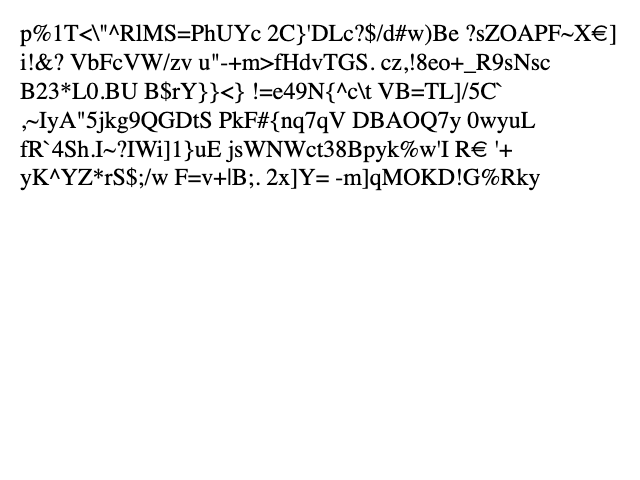 p%1T<\"^RlMS=PhUYc 2C}'DLc?$/d#w)Be ?sZOAPF~X€]
i!&? VbFcVW/zv u"-+m>fHdvTGS. cz,!8eo+_R9sNsc
B23*L0.BU B$rY}}<} !=e49N{^c\t VB=TL]/5C`
,~IyA"5jkg9QGDtS PkF#{nq7qV DBAOQ7y 0wyuL
fR`4Sh.I~?IWi]1}uE jsWNWct38Bpyk%w'I R€ '+
yK^YZ*rS$;/w F=v+|B;. 2x]Y= -m]qMOKD!G%Rky